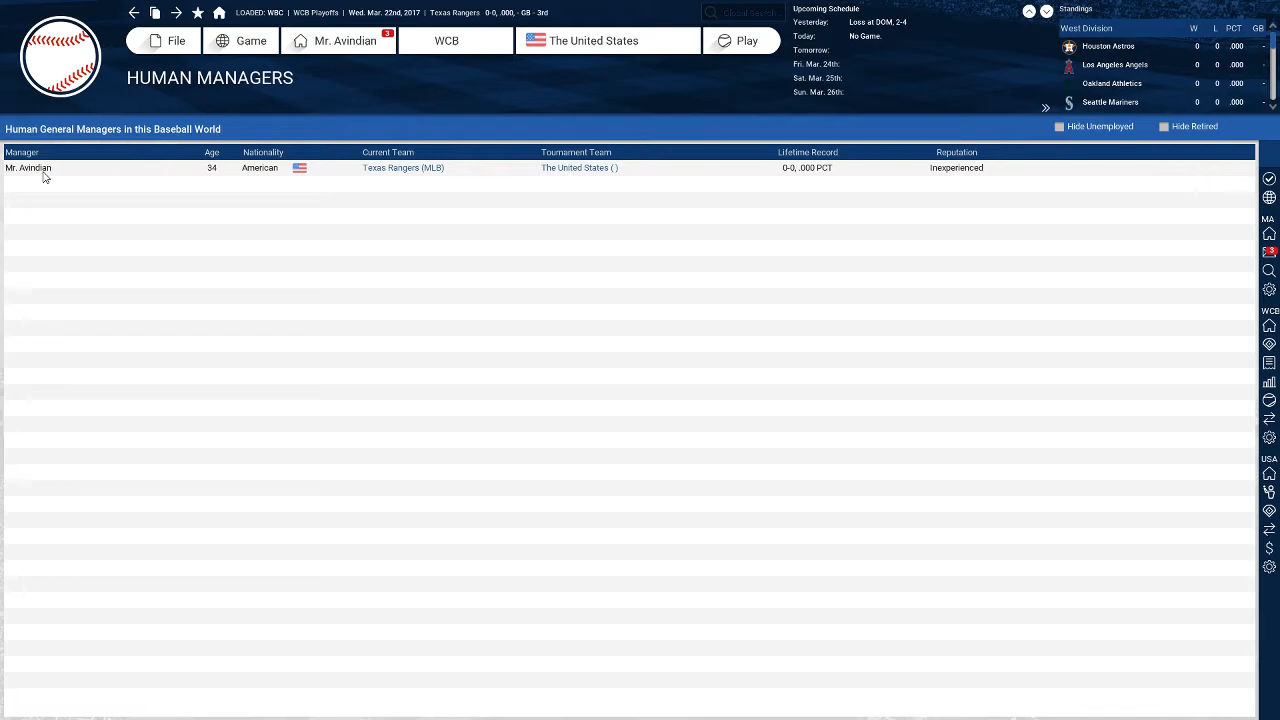 LOADED: WBC | WCB Playoffs | Wed. Mar. 22nd, 2017 | Texas Rangers 0-0, .000, - GB - 3rd
Global Search...
File
Game
Mr. Avindian
3
WCB
The United States
Play
HUMAN MANAGERS
Upcoming Schedule
Yesterday: Loss at DOM, 2-4
Today: No Game.
Tomorrow:
Fri. Mar. 24th:
Sat. Mar. 25th:
Sun. Mar. 26th:
Standings
West Division W L PCT GB
Houston Astros 0 0 .000 -
Los Angeles Angels 0 0 .000 -
Oakland Athletics 0 0 .000 -
Seattle Mariners 0 0 .000 -
Human General Managers in this Baseball World
Hide Unemployed
Hide Retired
Manager Age Nationality Current Team Tournament Team Lifetime Record Reputation
Mr. Avindian 34 American Texas Rangers (MLB) The United States ( ) 0-0, .000 PCT Inexperienced
MA
3
WCB
USA